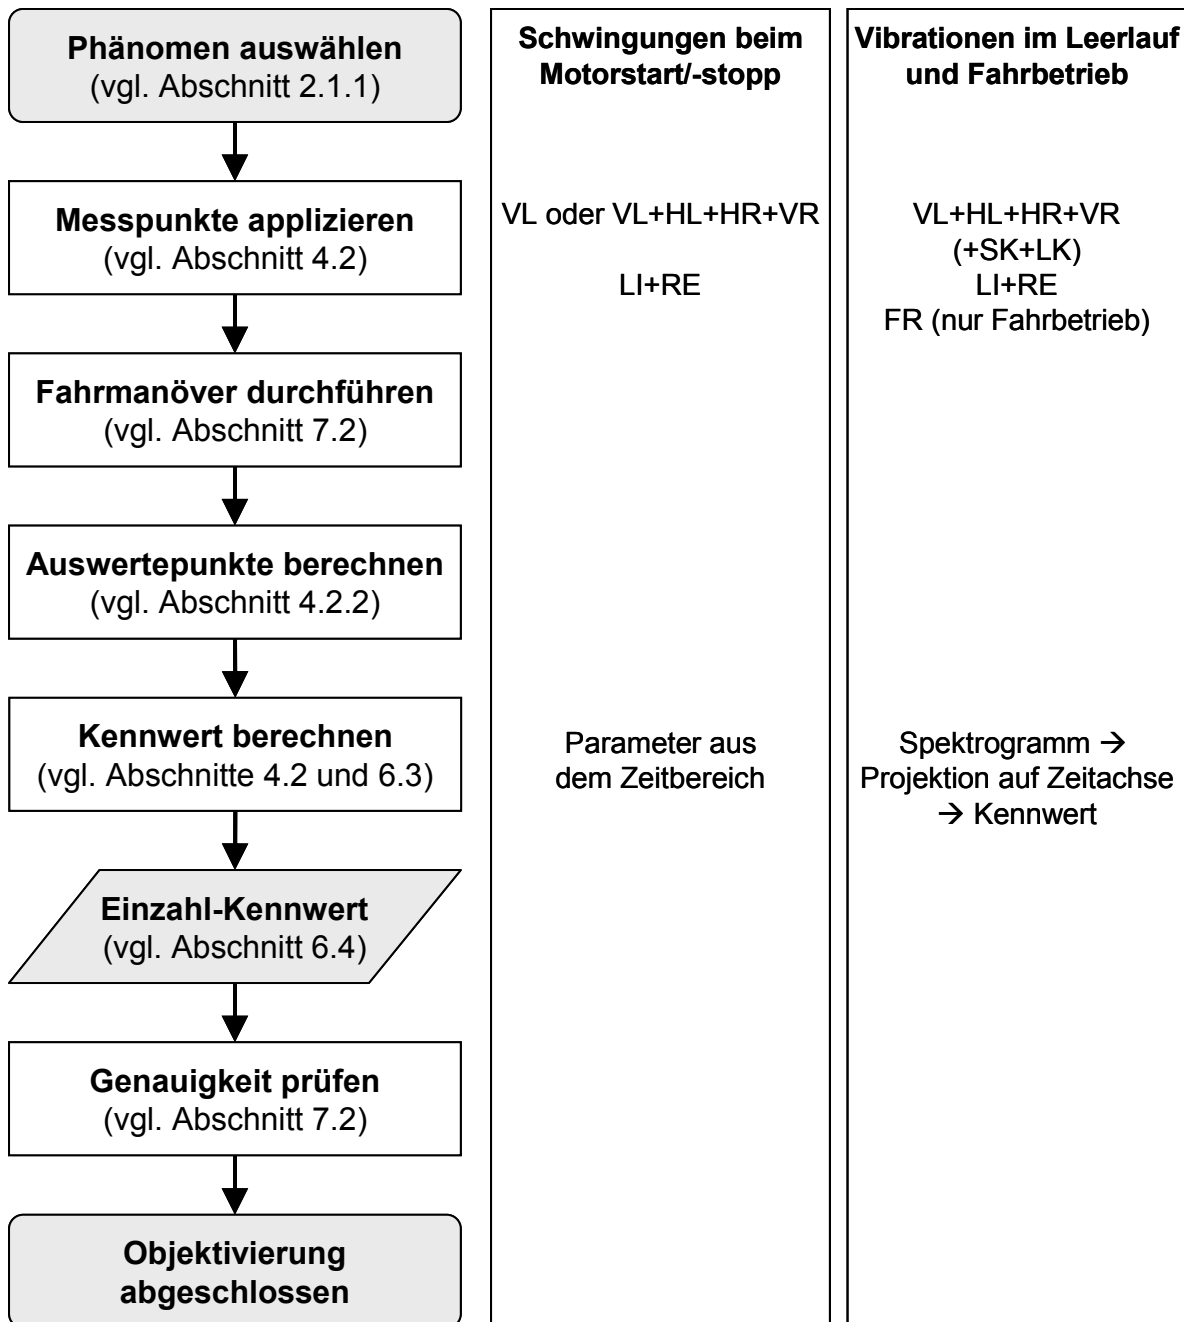 Phänomen auswählen
(vgl. Abschnitt 2.1.1)
Messpunkte applizieren
(vgl. Abschnitt 4.2)
Fahrmanöver durchführen
(vgl. Abschnitt 7.2)
Auswertepunkte berechnen
(vgl. Abschnitt 4.2.2)
Kennwert berechnen
(vgl. Abschnitte 4.2 und 6.3)
Einzahl-Kennwert
(vgl. Abschnitt 6.4)
Genauigkeit prüfen
(vgl. Abschnitt 7.2)
Objektivierung
abgeschlossen
Schwingungen beim
Motorstart/-stopp
VL oder VL+HL+HR+VR
LI+RE
Parameter aus
dem Zeitbereich
Vibrationen im Leerlauf
und Fahrbetrieb
VL+HL+HR+VR
(+SK+LK)
LI+RE
FR (nur Fahrbetrieb)
Spektrogramm →
Projektion auf Zeitachse
→ Kennwert